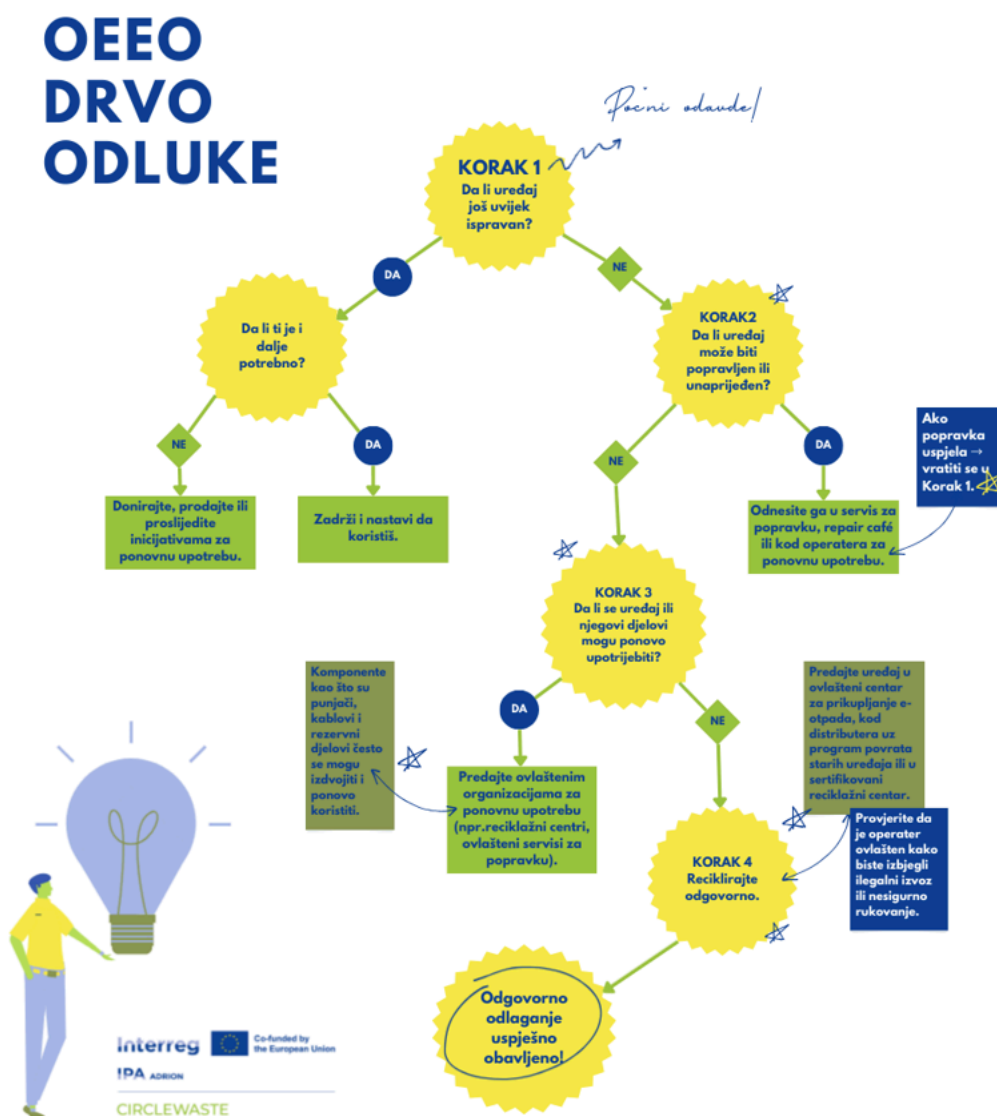 OEEO
DRVO
ODLUKE
Počni odavde!
KORAK 1
Da li uređaj
još uvijek
ispravan?
DA
NE
Da li ti je i
dalje
potrebno?
KORAK2
Da li uređaj
može biti
popravljen ili
unaprijeđen?
NE
DA
NE
DA
Ako
popravka
uspjela →
vratiti se u
Korak 1.
Donirajte, prodajte ili
proslijedite
inicijativama za
ponovnu upotrebu.
Zadrži i nastavi da
koristiš.
Odnesite ga u servis za
popravku, repair café
ili kod operatera za
ponovnu upotrebu.
KORAK 3
Da li se uređaj ili
njegovi djelovi
mogu ponovo
upotrijebiti?
DA
NE
Komponente
kao što su
punjači,
kablovi i
rezervni
djelovi često
se mogu
izdvojiti i
ponovo
koristiti.
Predajte ovlaštenim
organizacijama za
ponovnu upotrebu
(npr.reciklažni centri,
ovlašteni servisi za
popravku).
Predajte uređaj u
ovlašteni centar
za prikupljanje e-
otpada, kod
distributera uz
program povrata
starih uređaja ili u
sertifikovani
reciklažni centar.
Provjerite da
je operater
ovlašten kako
biste izbjegli
ilegalni izvoz
ili nesigurno
rukovanje.
KORAK 4
Reciklirajte
odgovorno.
Odgovorno
odlaganje
uspješno
obavljeno!
Interreg
Co-funded by
the European Union
IPA ADRION
CIRCLEWASTE